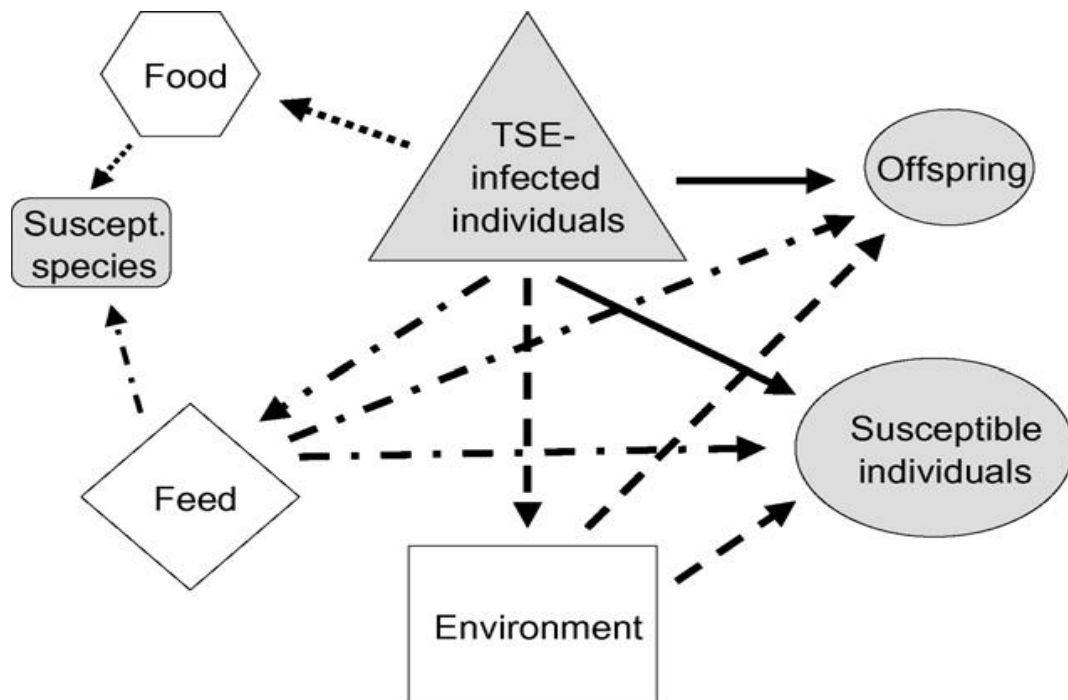 Food
TSE-
infected
individuals
Offspring
Suscept.
species
Susceptible
individuals
Feed
Environment